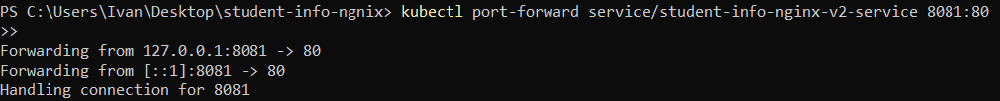 PS C:\Users\Ivan\Desktop\student-info-ngnix> kubectl port-forward service/student-info-nginx-v2-service 8081:80
>>
Forwarding from 127.0.0.1:8081 -> 80
Forwarding from [::1]:8081 -> 80
Handling connection for 8081